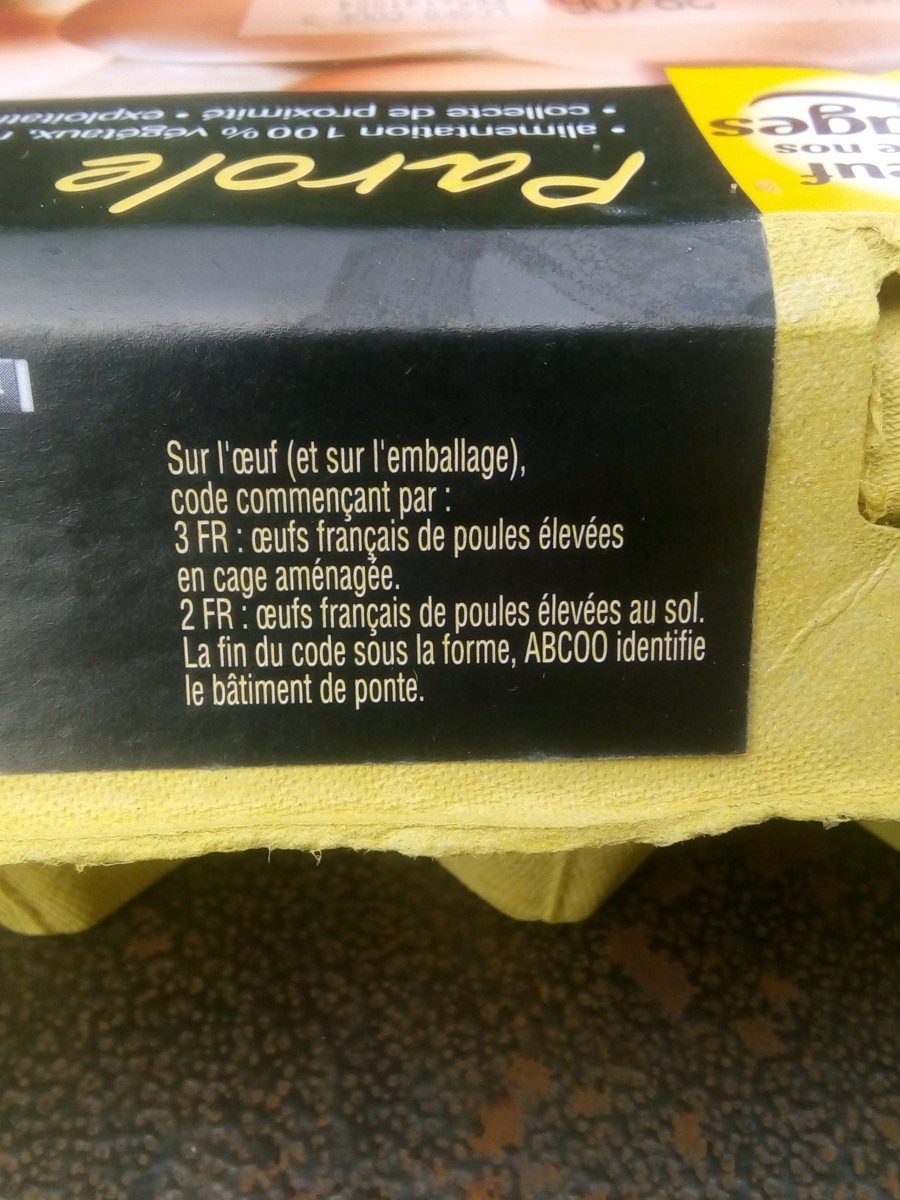 Sur l'œuf (et sur l'emballage),
code commençant par :
3 FR : œufs français de poules élevées
en cage aménagée.
2 FR : œufs français de poules élevées au sol.
La fin du code sous la forme, ABCOO identifie
le bâtiment de ponte.
Parole
• alimentation 100 % végétaux,
• collecte de proximité •
de nos